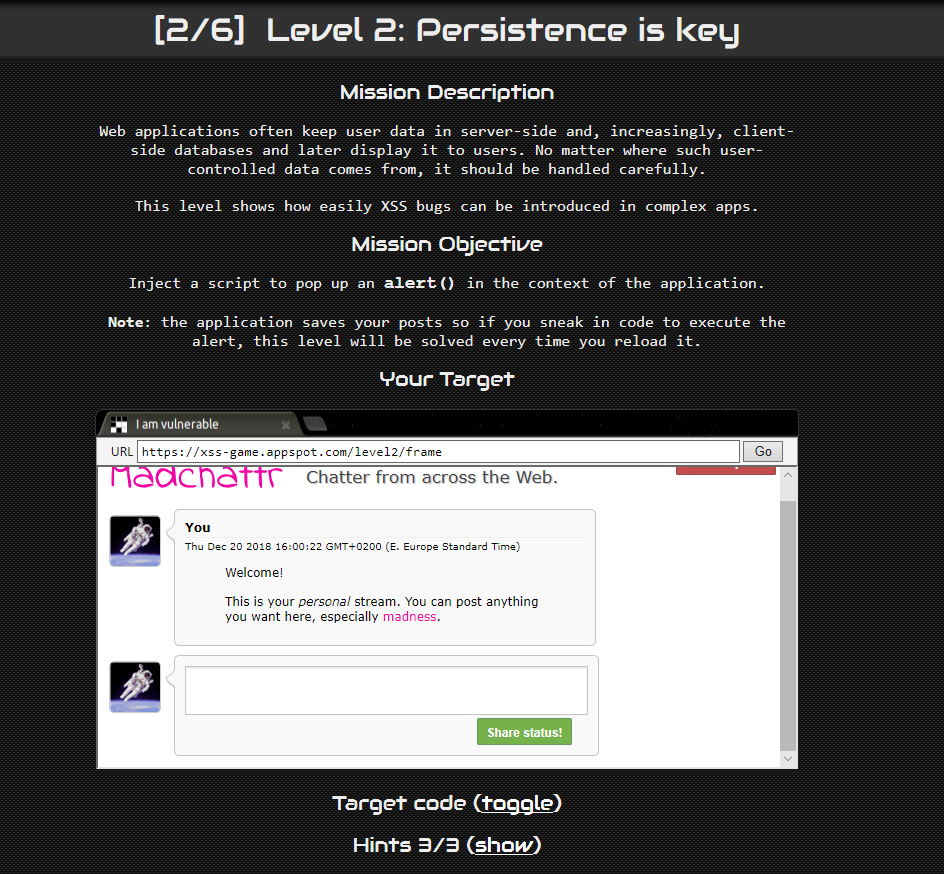 [2/6] Level 2: Persistence is key
Mission Description
Web applications often keep user data in server-side and, increasingly, client-
side databases and later display it to users. No matter where such user-
controlled data comes from, it should be handled carefully.
This level shows how easily XSS bugs can be introduced in complex apps.
Mission Objective
Inject a script to pop up an alert() in the context of the application.
Note: the application saves your posts so if you sneak in code to execute the
alert, this level will be solved every time you reload it.
Your Target
I am vulnerable
URL https://xss-game.appspot.com/level2/frame Go
Madchattr Chatter from across the Web.
You
Thu Dec 20 2018 16:00:22 GMT+0200 (E. Europe Standard Time)
Welcome!
This is your personal stream. You can post anything
you want here, especially madness.
Share status!
Target code (toggle)
Hints 3/3 (show)